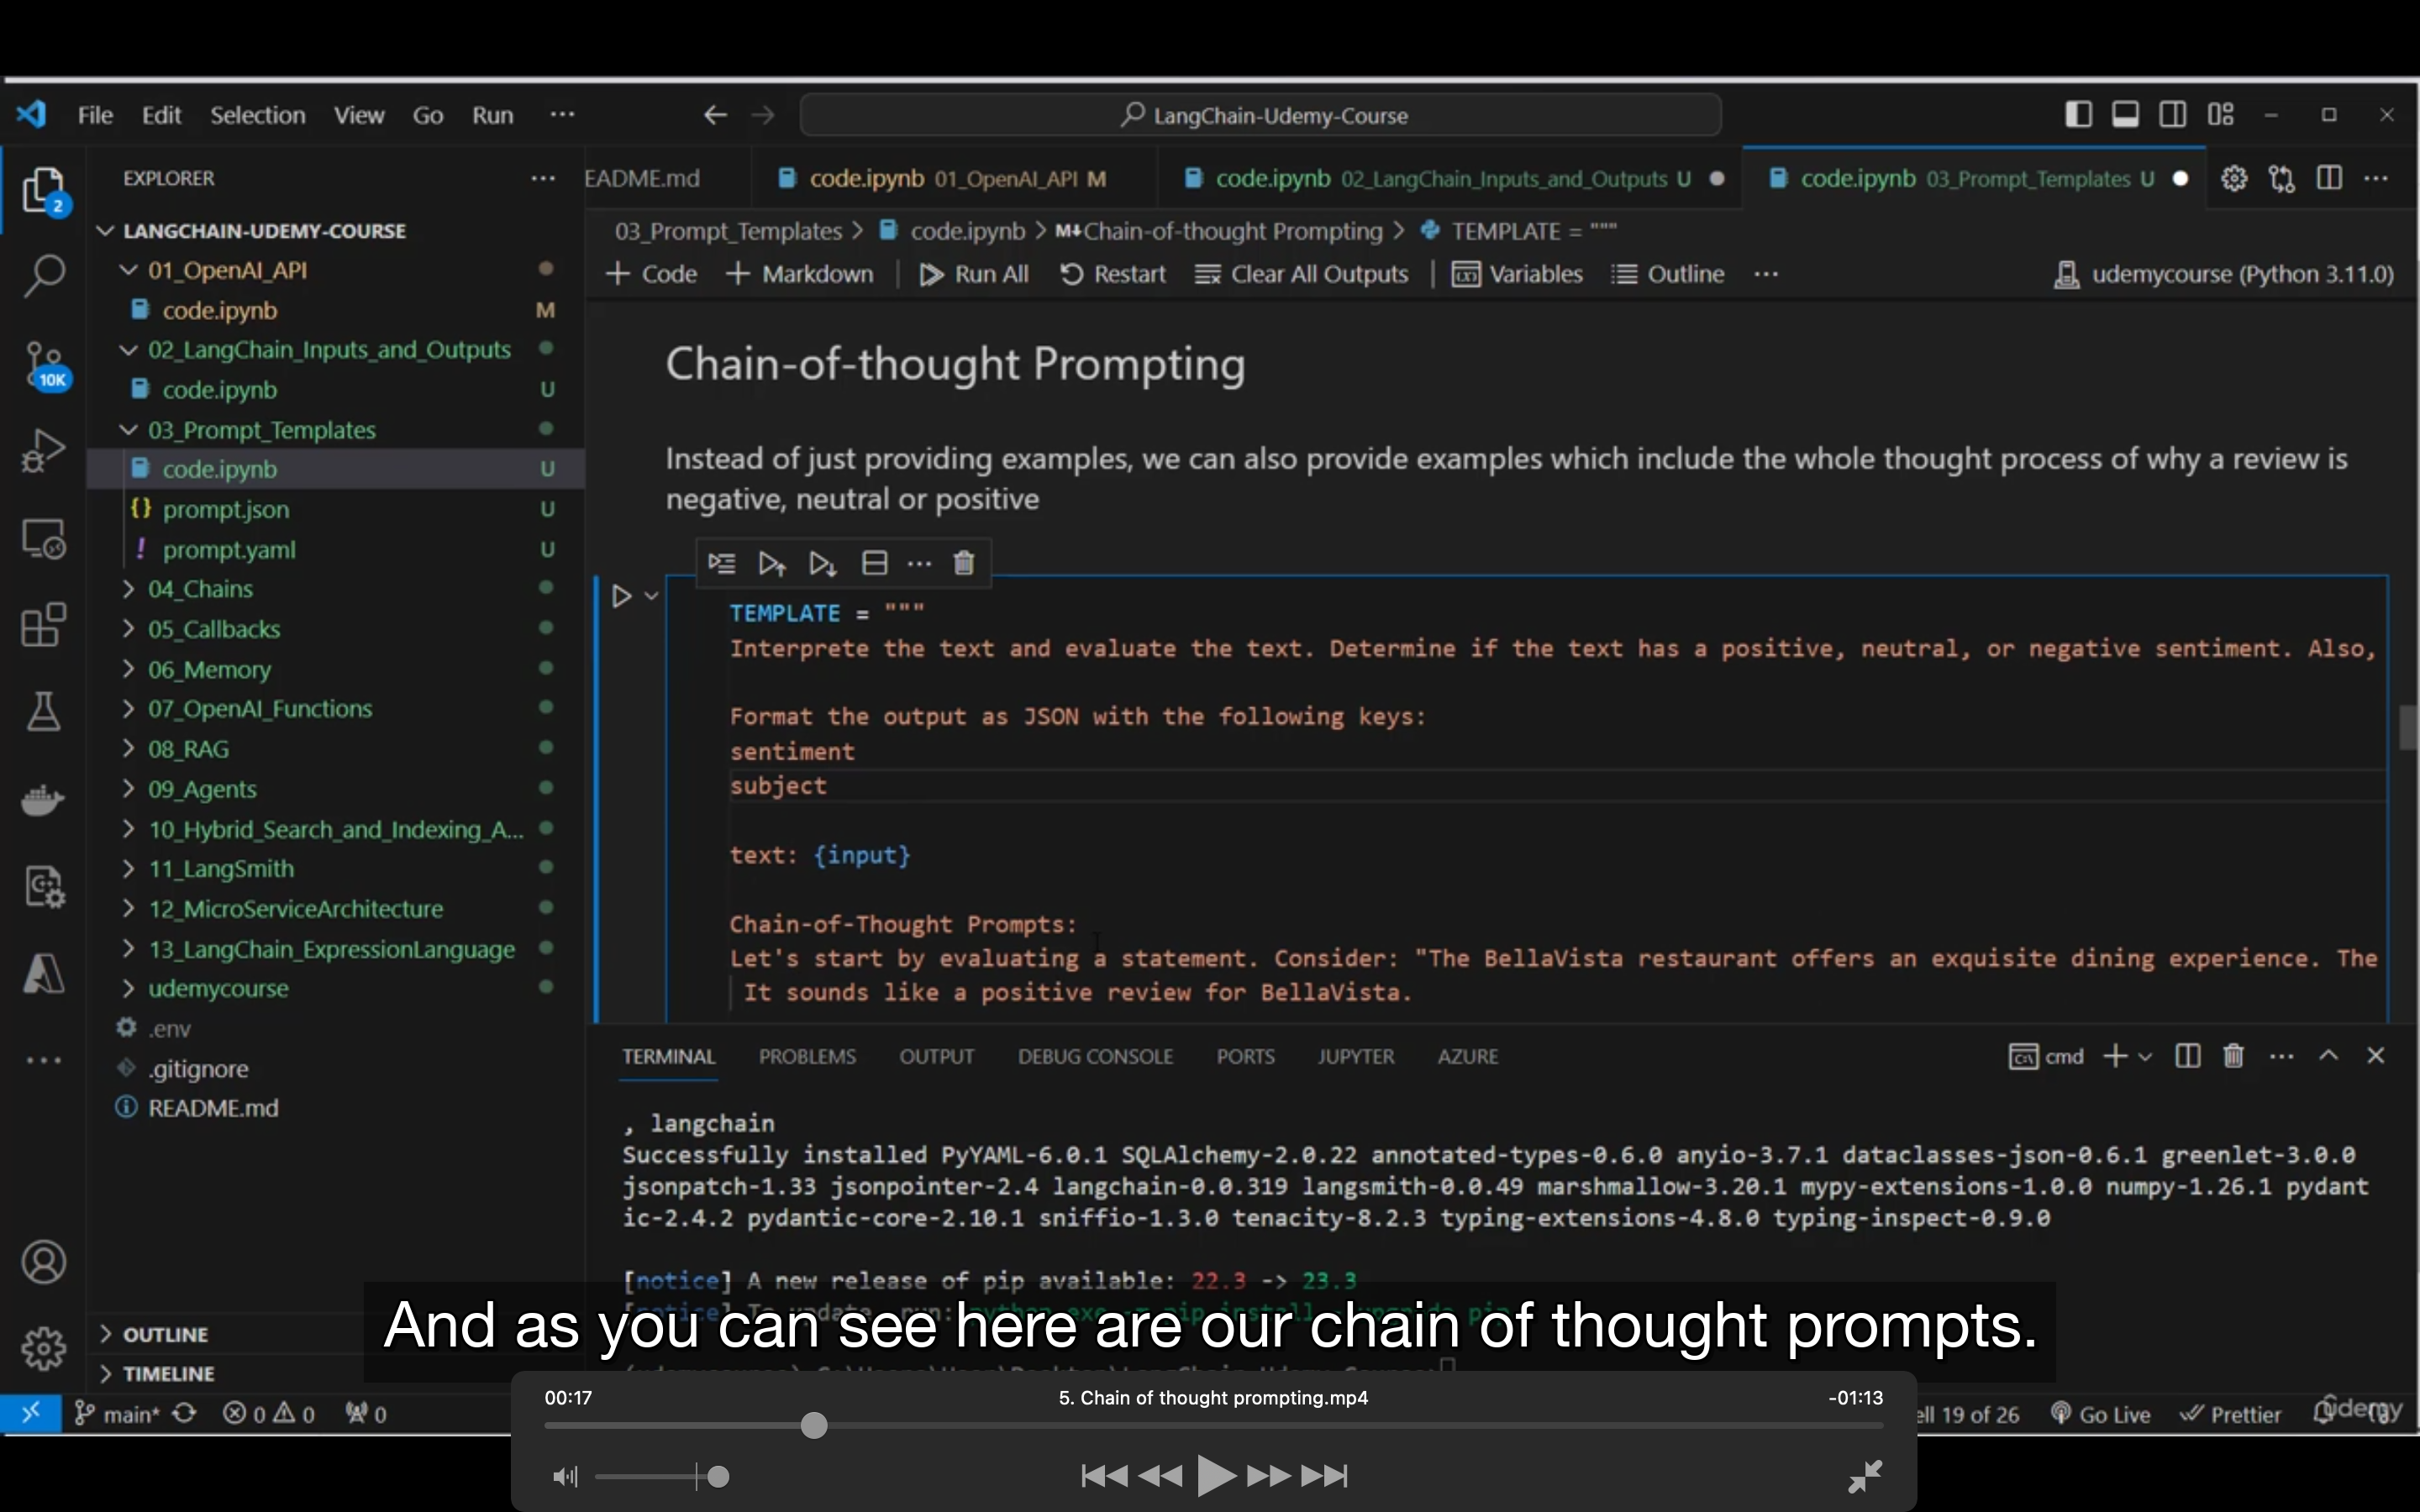 File Edit Selection View Go Run ...
LangChain-Udemy-Course
EXPLORER
2
LANGCHAIN-UDEMY-COURSE
01_OpenAI_API
code.ipynb M
02_LangChain_Inputs_and_Outputs
code.ipynb U
10K
03_Prompt_Templates
code.ipynb U
{} prompt.json U
! prompt.yaml U
04_Chains
05_Callbacks
06_Memory
07_OpenAI_Functions
08_RAG
09_Agents
10_Hybrid_Search_and_Indexing_A...
11_LangSmith
12_MicroServiceArchitecture
13_LangChain_ExpressionLanguage
udemycourse
.env
.gitignore
README.md
OUTLINE
TIMELINE
EADME.md code.ipynb 01_OpenAI_API M code.ipynb 02_LangChain_Inputs_and_Outputs U code.ipynb 03_Prompt_Templates U
03_Prompt_Templates > code.ipynb > M↓Chain-of-thought Prompting > TEMPLATE = """
+ Code + Markdown Run All Restart Clear All Outputs Variables Outline ... udemycourse (Python 3.11.0)
Chain-of-thought Prompting
Instead of just providing examples, we can also provide examples which include the whole thought process of why a review is
negative, neutral or positive
TEMPLATE = """
Interprete the text and evaluate the text. Determine if the text has a positive, neutral, or negative sentiment. Also,
Format the output as JSON with the following keys:
sentiment
subject
text: {input}
Chain-of-Thought Prompts:
Let's start by evaluating a statement. Consider: "The BellaVista restaurant offers an exquisite dining experience. The
It sounds like a positive review for BellaVista.
TERMINAL PROBLEMS OUTPUT DEBUG CONSOLE PORTS JUPYTER AZURE
cmd
, langchain
Successfully installed PyYAML-6.0.1 SQLAlchemy-2.0.22 annotated-types-0.6.0 anyio-3.7.1 dataclasses-json-0.6.1 greenlet-3.0.0
jsonpatch-1.33 jsonpointer-2.4 langchain-0.0.319 langsmith-0.0.49 marshmallow-3.20.1 mypy-extensions-1.0.0 numpy-1.26.1 pydant
ic-2.4.2 pydantic-core-2.10.1 sniffio-1.3.0 tenacity-8.2.3 typing-extensions-4.8.0 typing-inspect-0.9.0
[notice] A new release of pip available: 22.3 -> 23.3
And as you can see here are our chain of thought prompts.
00:17 5. Chain of thought prompting.mp4 -01:13
main* 0 0 0
ell 19 of 26 Go Live Prettier
Udemy